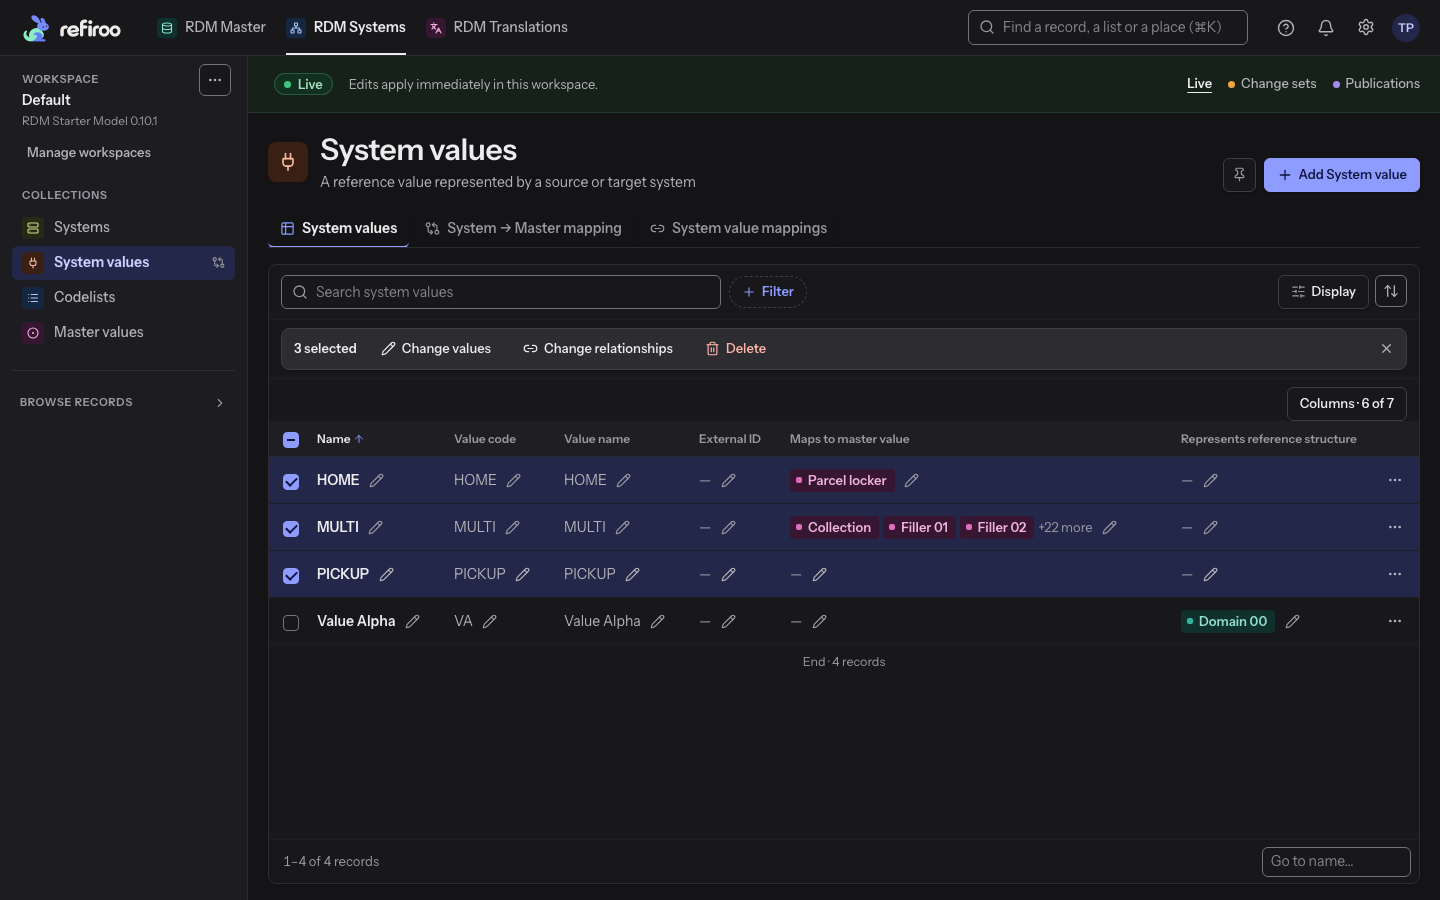 refiroo
RDM Master
RDM Systems
RDM Translations
Find a record, a list or a place (⌘K)
TP
WORKSPACE
Default
RDM Starter Model 0.10.1
Manage workspaces
COLLECTIONS
Systems
System values
Codelists
Master values
BROWSE RECORDS
Live
Edits apply immediately in this workspace.
Live
Change sets
Publications
System values
A reference value represented by a source or target system
Add System value
System values
System → Master mapping
System value mappings
Search system values
Filter
Display
3 selected
Change values
Change relationships
Delete
Columns · 6 of 7
Name ↑ Value code Value name External ID Maps to master value Represents reference structure
HOME HOME HOME — Parcel locker —
MULTI MULTI MULTI — Collection Filler 01 Filler 02 +22 more —
PICKUP PICKUP PICKUP — — —
Value Alpha VA Value Alpha — — Domain 00
End · 4 records
1–4 of 4 records
Go to name...